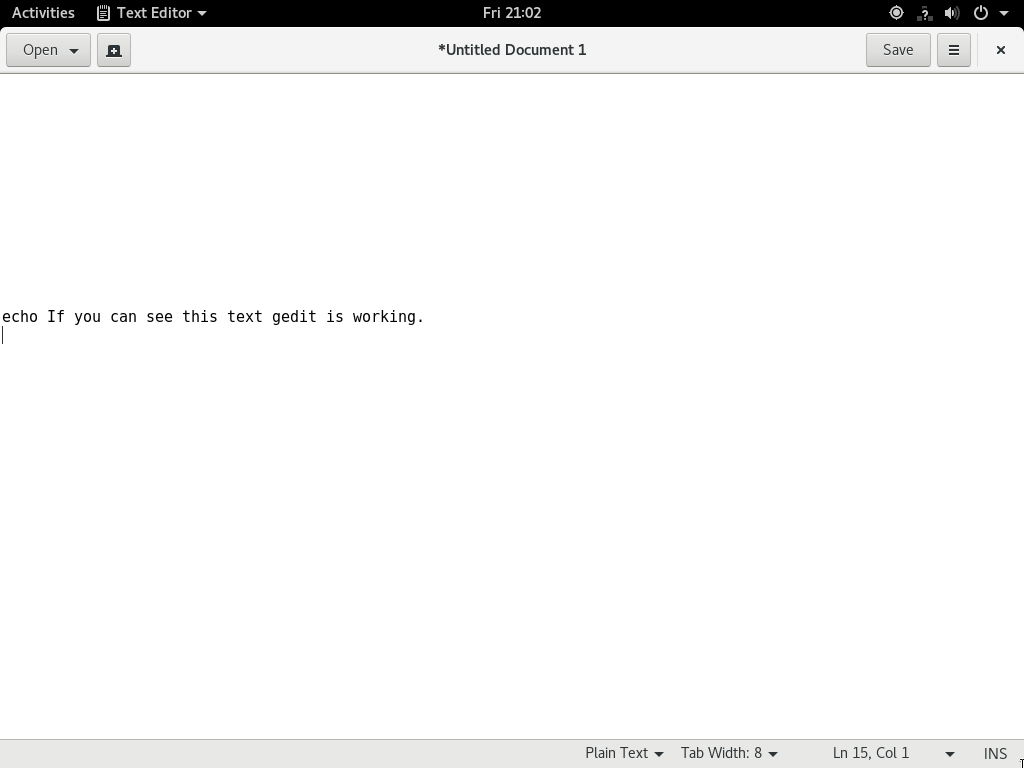 Activities Text Editor Fri 21:02
Open *Untitled Document 1 Save
echo If you can see this text gedit is working.
Plain Text Tab Width: 8 Ln 15, Col 1 INS